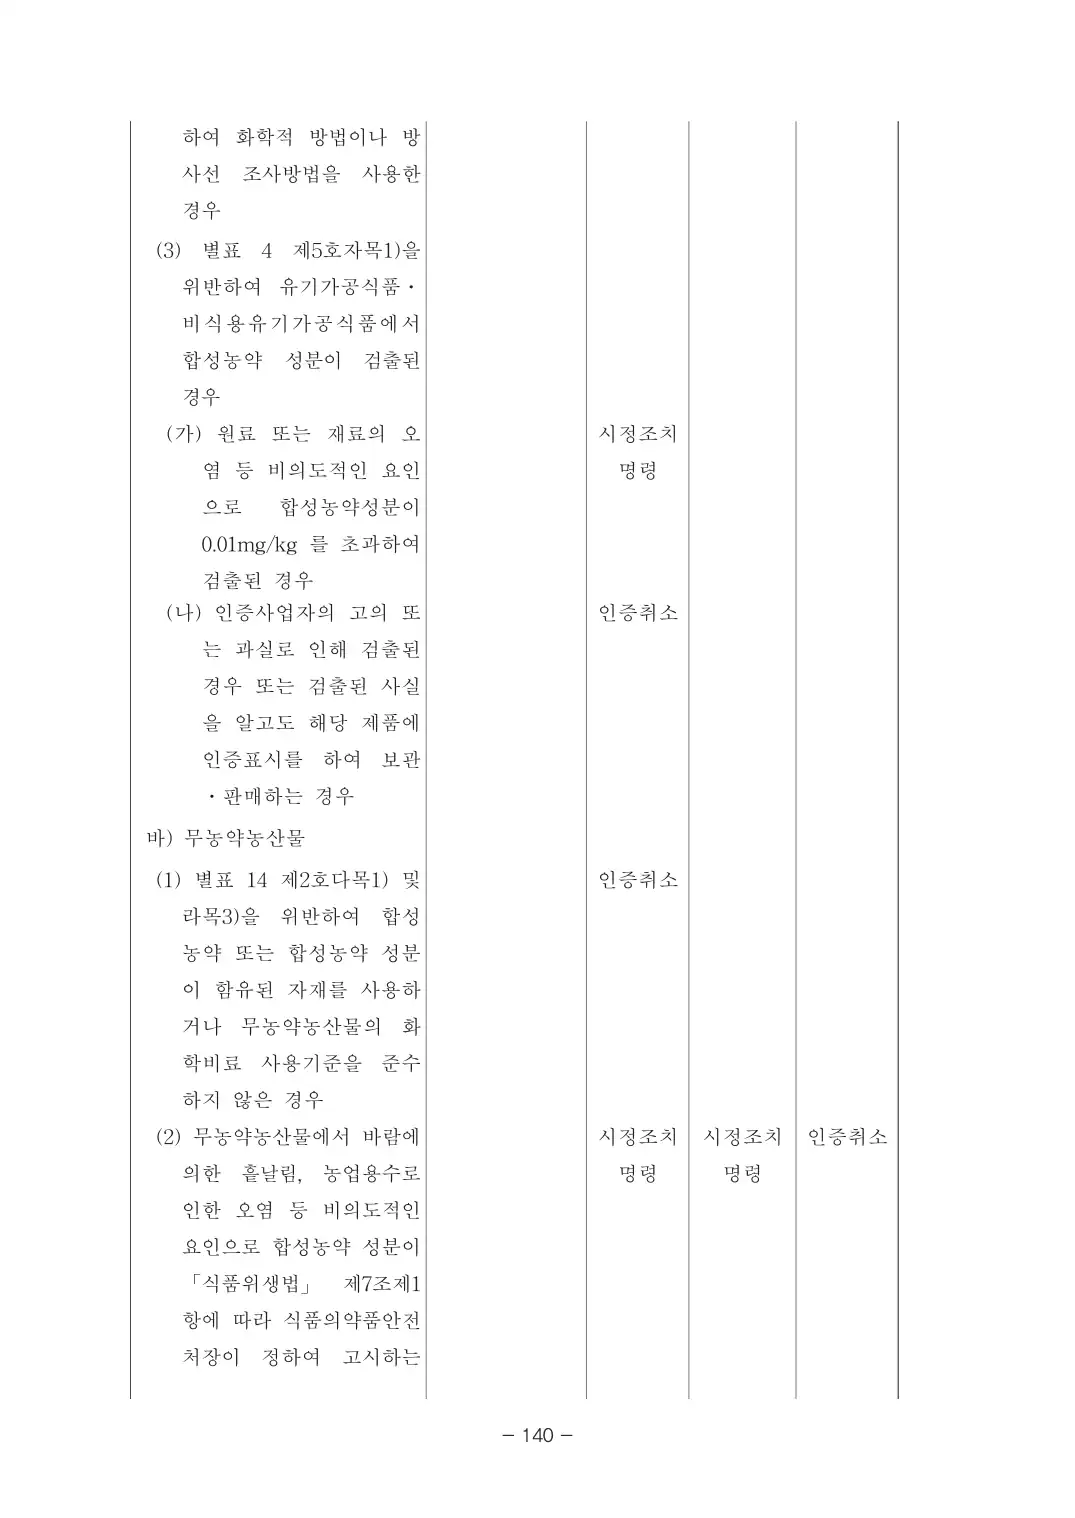 하여 화학적 방법이나 방
사선 조사방법을 사용한
경우
(3) 별표 4 제5호자목1)을
위반하여 유기가공식품·
비식용유기가공식품에서
합성농약 성분이 검출된
경우
(가) 원료 또는 재료의 오 시정조치
염 등 비의도적인 요인 명령
으로 합성농약성분이
0.01mg/kg 를 초과하여
검출된 경우
(나) 인증사업자의 고의 또 인증취소
는 과실로 인해 검출된
경우 또는 검출된 사실
을 알고도 해당 제품에
인증표시를 하여 보관
·판매하는 경우
바) 무농약농산물
(1) 별표 14 제2호다목1) 및 인증취소
라목3)을 위반하여 합성
농약 또는 합성농약 성분
이 함유된 자재를 사용하
거나 무농약농산물의 화
학비료 사용기준을 준수
하지 않은 경우
(2) 무농약농산물에서 바람에 시정조치 시정조치 인증취소
의한 흩날림, 농업용수로 명령 명령
인한 오염 등 비의도적인
요인으로 합성농약 성분이
「식품위생법」 제7조제1
항에 따라 식품의약품안전
처장이 정하여 고시하는
- 140 -